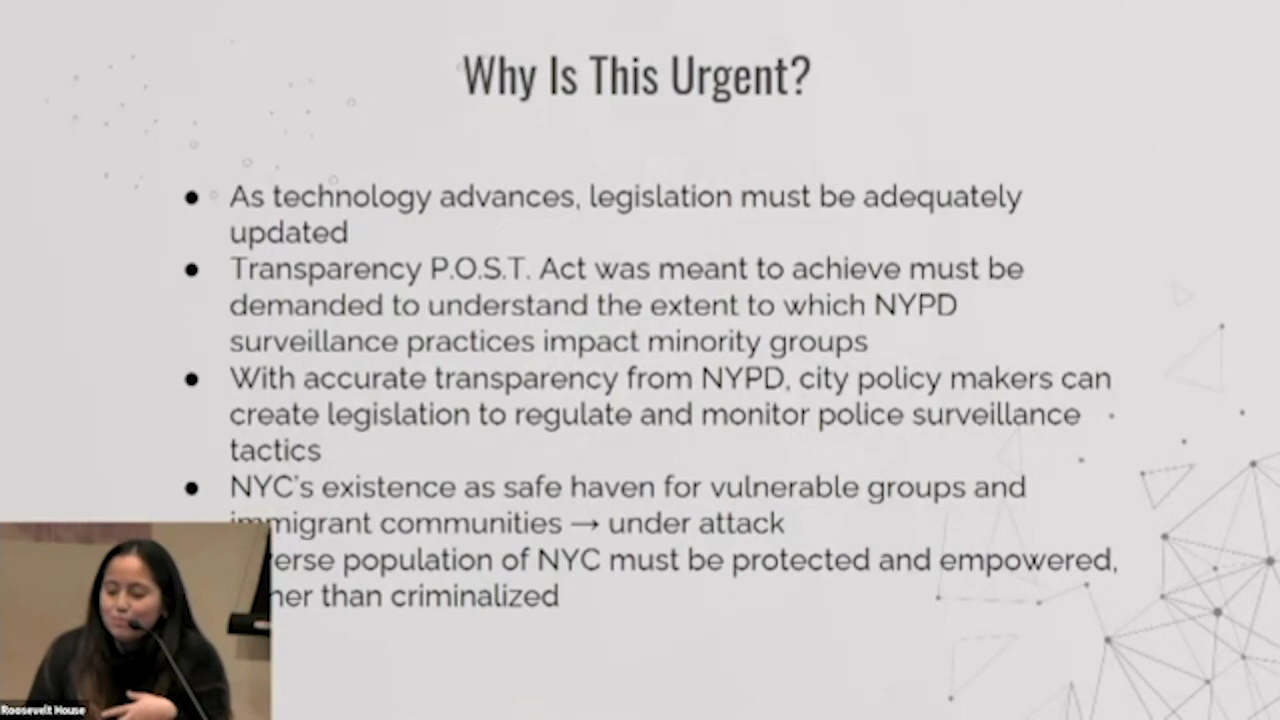 Why Is This Urgent?
● As technology advances, legislation must be adequately
updated
● Transparency P.O.S.T. Act was meant to achieve must be
demanded to understand the extent to which NYPD
surveillance practices impact minority groups
● With accurate transparency from NYPD, city policy makers can
create legislation to regulate and monitor police surveillance
tactics
● NYC's existence as safe haven for vulnerable groups and
immigrant communities → under attack
population of NYC must be protected and empowered,
than criminalized
Roosevelt House